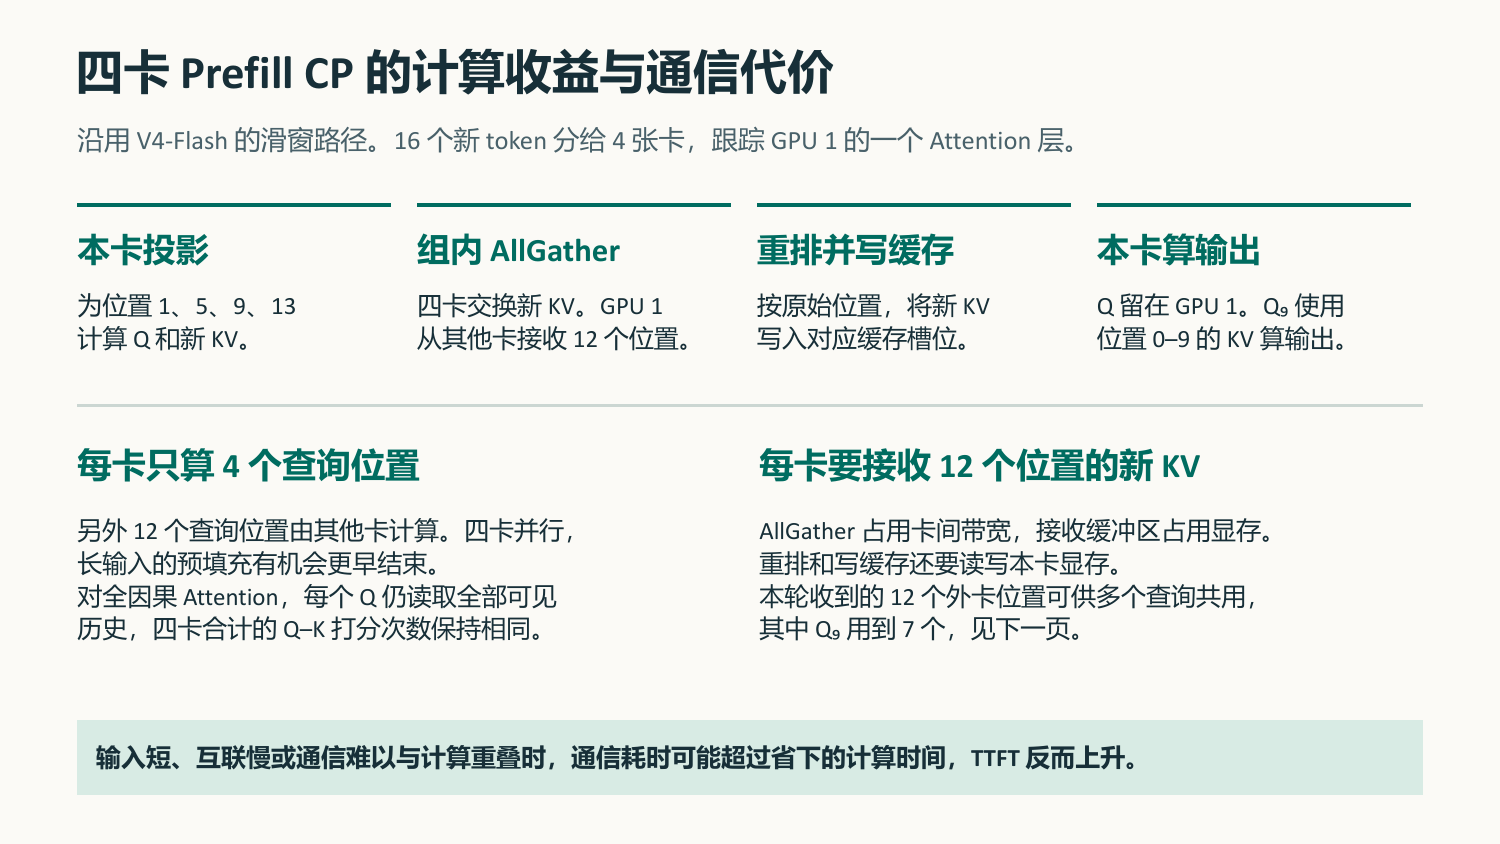 四卡 Prefill CP 的计算收益与通信代价
沿用 V4-Flash 的滑窗路径。16 个新 token 分给 4 张卡，跟踪 GPU 1 的一个 Attention 层。
本卡投影
为位置 1、5、9、13
计算 Q 和新 KV。
组内 AllGather
四卡交换新 KV。GPU 1
从其他卡接收 12 个位置。
重排并写缓存
按原始位置，将新 KV
写入对应缓存槽位。
本卡算输出
Q 留在 GPU 1。Q₉ 使用
位置 0–9 的 KV 算输出。
每卡只算 4 个查询位置
另外 12 个查询位置由其他卡计算。四卡并行，
长输入的预填充有机会更早结束。
对全因果 Attention，每个 Q 仍读取全部可见
历史，四卡合计的 Q–K 打分次数保持相同。
每卡要接收 12 个位置的新 KV
AllGather 占用卡间带宽，接收缓冲区占用显存。
重排和写缓存还要读写本卡显存。
本轮收到的 12 个外卡位置可供多个查询共用，
其中 Q₉ 用到 7 个，见下一页。
输入短、互联慢或通信难以与计算重叠时，通信耗时可能超过省下的计算时间，TTFT 反而上升。